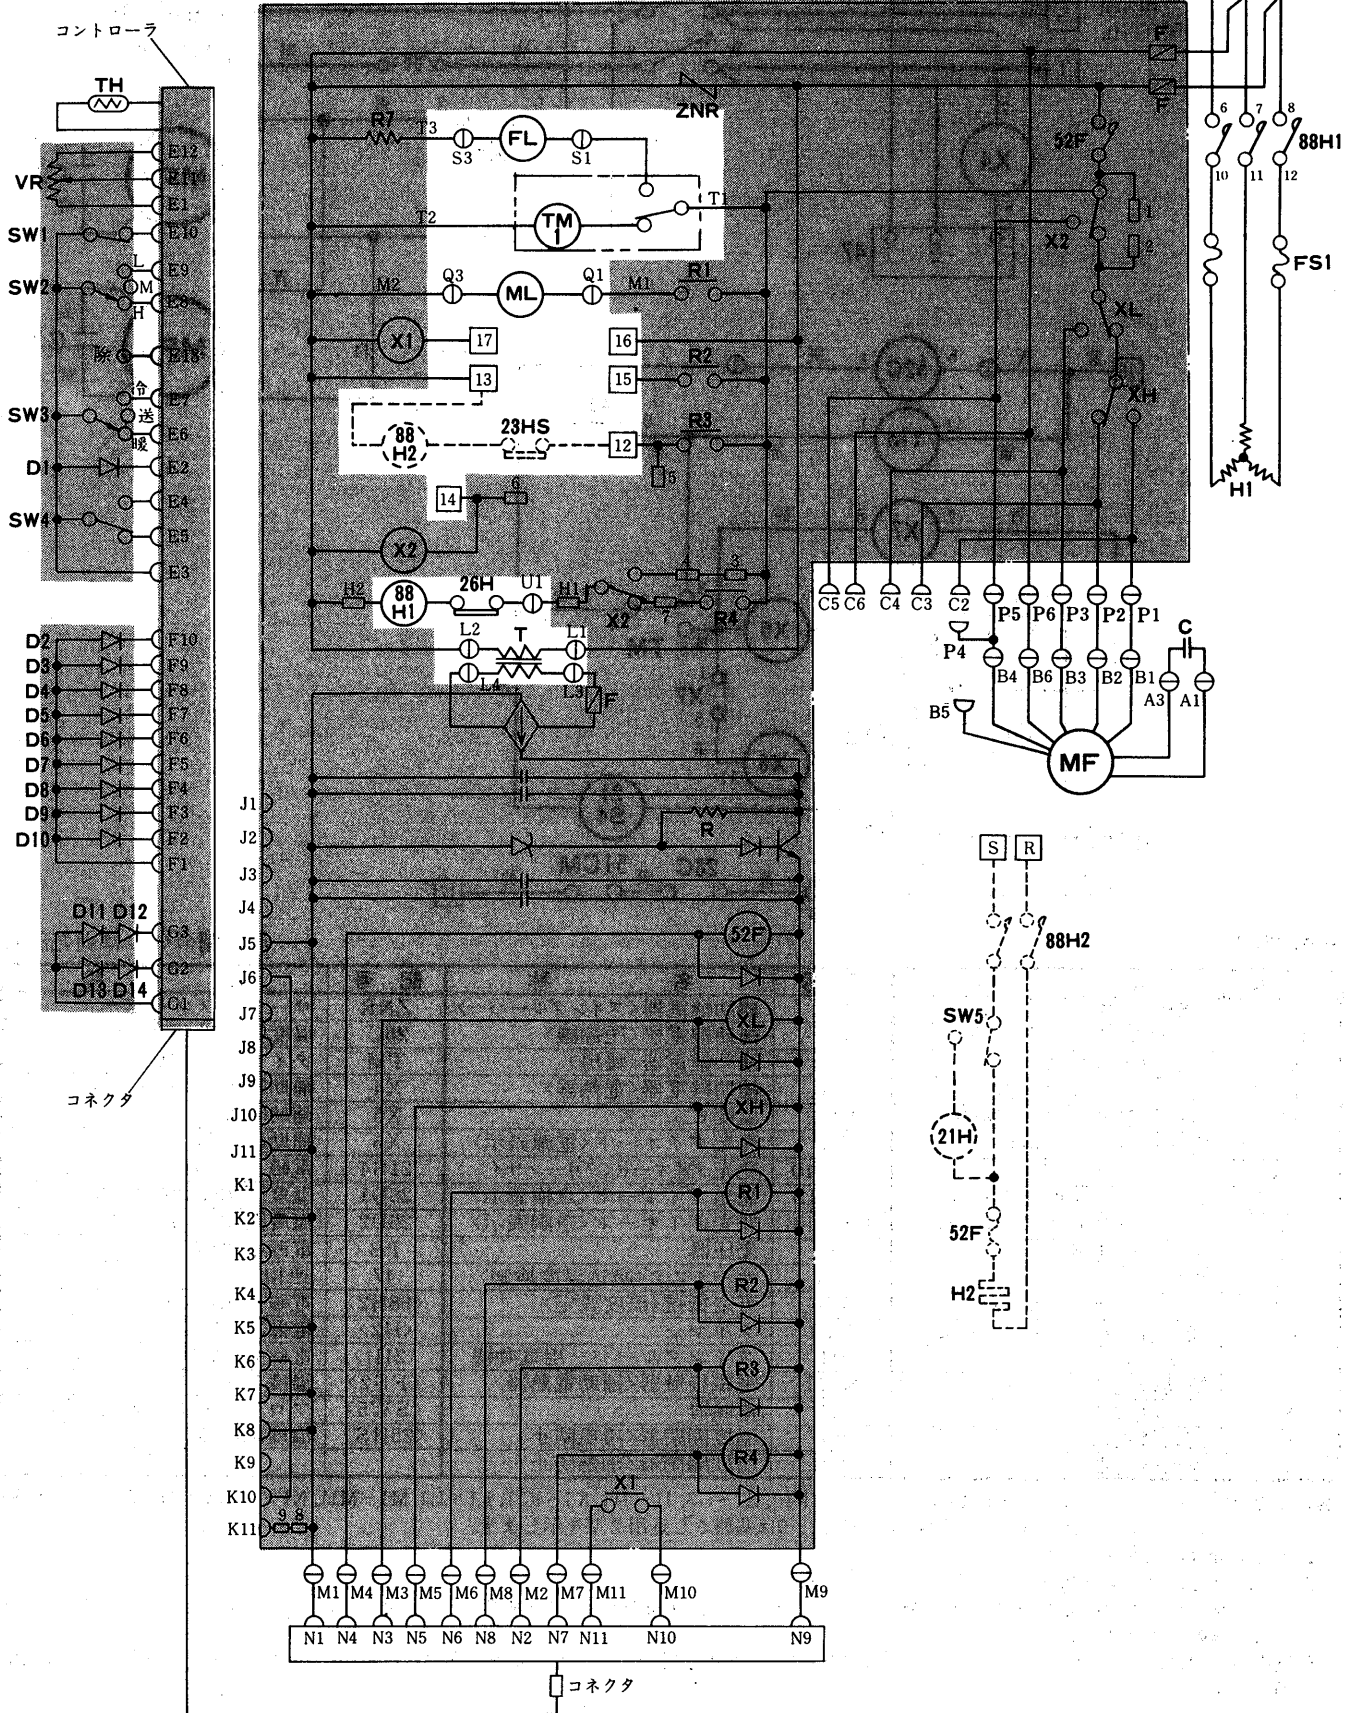 コントローラ
TH
E12
VR
E11
E1
SW1
E10
L
E9
SW2
M
E8
H
除
E18
冷
E7
SW3
送
E6
暖
D1
E2
E4
SW4
E5
E3
D2
F10
D3
F9
D4
F8
D5
F7
D6
F6
D7
F5
D8
F4
D9
F3
D10
F2
F1
D11 D12
G3
G2
D13 D14
G1
コネクタ
F
ZNR
F
R7
T3
S3
FL
S1
T2
TM
1
T1
M2
Q3
ML
Q1
M1
R1
X1
17
16
R2
13
15
R3
88
H2
23HS
12
5
14
6
X2
H2
88
H1
26H
U1
H1
X2
7
R4
4
3
L2
T
L1
L4
L3
F
52F
1
X2
2
XL
XH
C5
C6
C4
C3
C2
P5
P6
P3
P2
P1
P4
B4
B6
B3
B2
B1
B5
MF
C
A3
A1
6
7
8
88H1
10
11
12
FS1
H1
S
R
88H2
SW5
21H
52F
H2
J1
J2
J3
J4
J5
J6
J7
J8
J9
J10
J11
K1
K2
K3
K4
K5
K6
K7
K8
K9
K10
K11
9
8
R
52F
XL
XH
R1
R2
R3
R4
X1
M1
M4
M3
M5
M6
M8
M2
M7
M11
M10
M9
N1
N4
N3
N5
N6
N8
N2
N7
N11
N10
N9
コネクタ